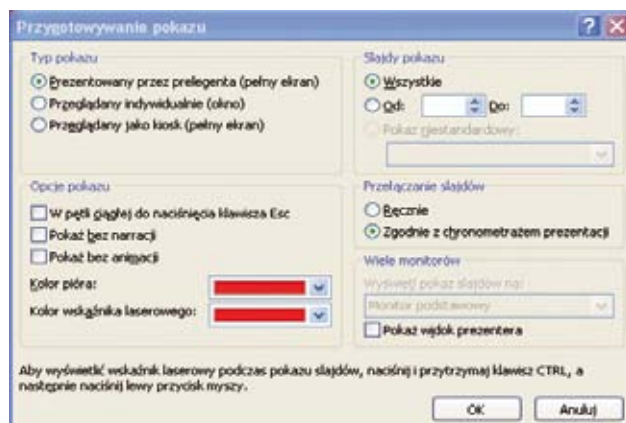 Przygotowywanie pokazu
Typ pokazu
Prezentowany przez prelegenta (pełny ekran)
Przeglądany indywidualnie (okno)
Przeglądany jako kiosk (pełny ekran)
Slajdy pokazu
Wszystkie
Od: Do:
Pokaz niestandardowy:
Opcje pokazu
W pętli ciągłej do naciśnięcia klawisza Esc
Pokaż bez narracji
Pokaż bez animacji
Kolor pióra:
Kolor wskaźnika laserowego:
Przełączanie slajdów
Ręcznie
Zgodnie z chronometrażem prezentacji
Wiele monitorów
Wyświetl pokaz slajdów na:
Monitor podstawowy
Pokaż widok prezentera
Aby wyświetlić wskaźnik laserowy podczas pokazu slajdów, naciśnij i przytrzymaj klawisz CTRL, a
następnie naciśnij lewy przycisk myszy.
OK Anuluj